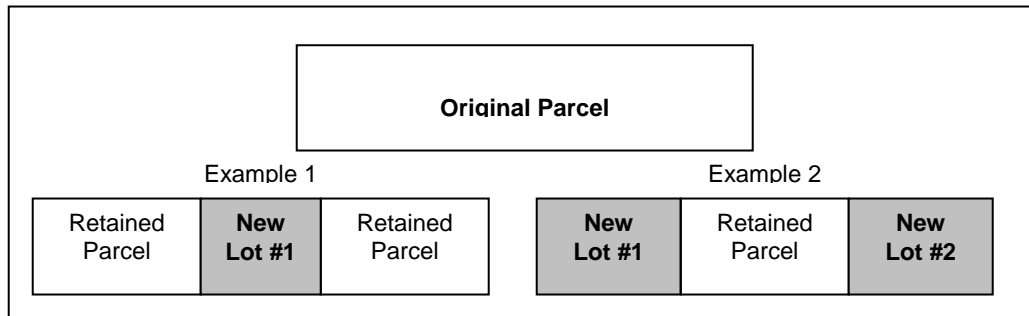 Original Parcel
Example 1
Example 2
Retained New Retained
Parcel Lot #1 Parcel
New Retained New
Lot #1 Parcel Lot #2